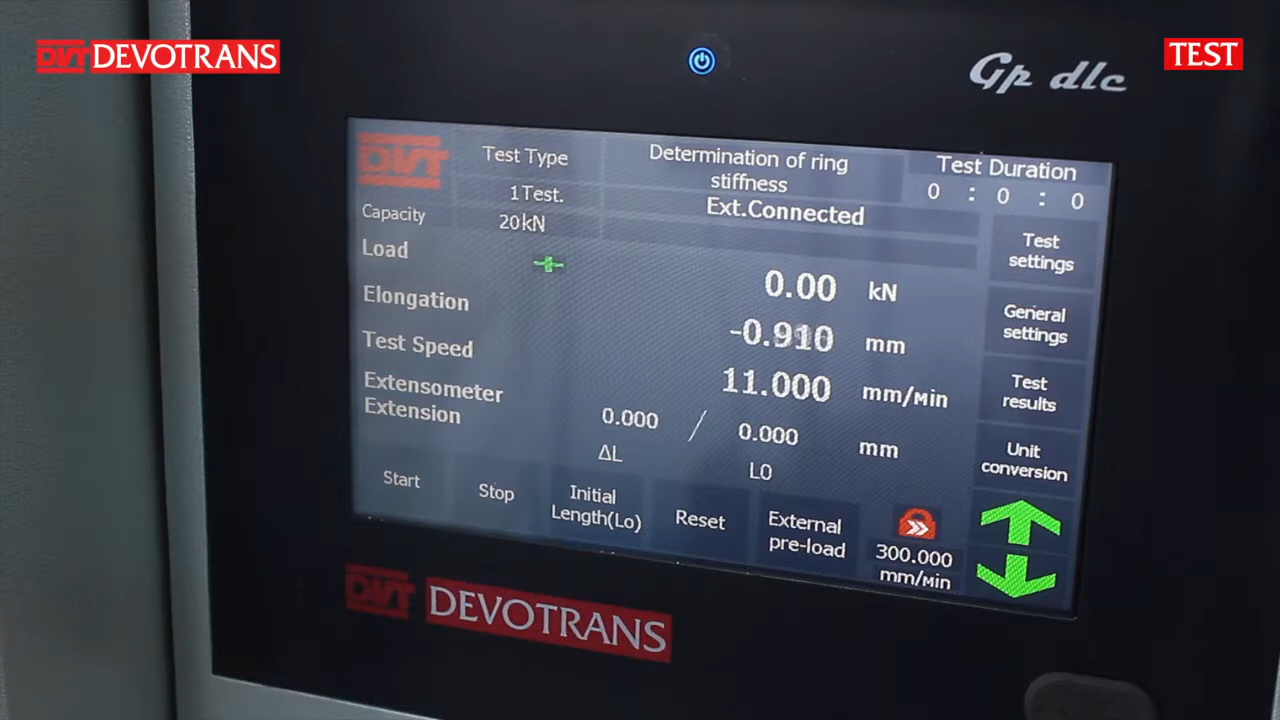 DVT DEVOTRANS
TEST
Gp dlc
DVT
Test Type
Determination of ring
stiffness
Test Duration
0 : 0 : 0
1Test.
Ext.Connected
Capacity
20kN
Test
settings
Load
0.00 kN
Elongation
-0.910 mm
General
settings
Test Speed
11.000 mm/мin
Test
results
Extensometer
Extension
0.000 / 0.000 mm
ΔL
L0
Unit
conversion
Start
Stop
Initial
Length(Lo)
Reset
External
pre-load
300.000
mm/мin
DVT DEVOTRANS